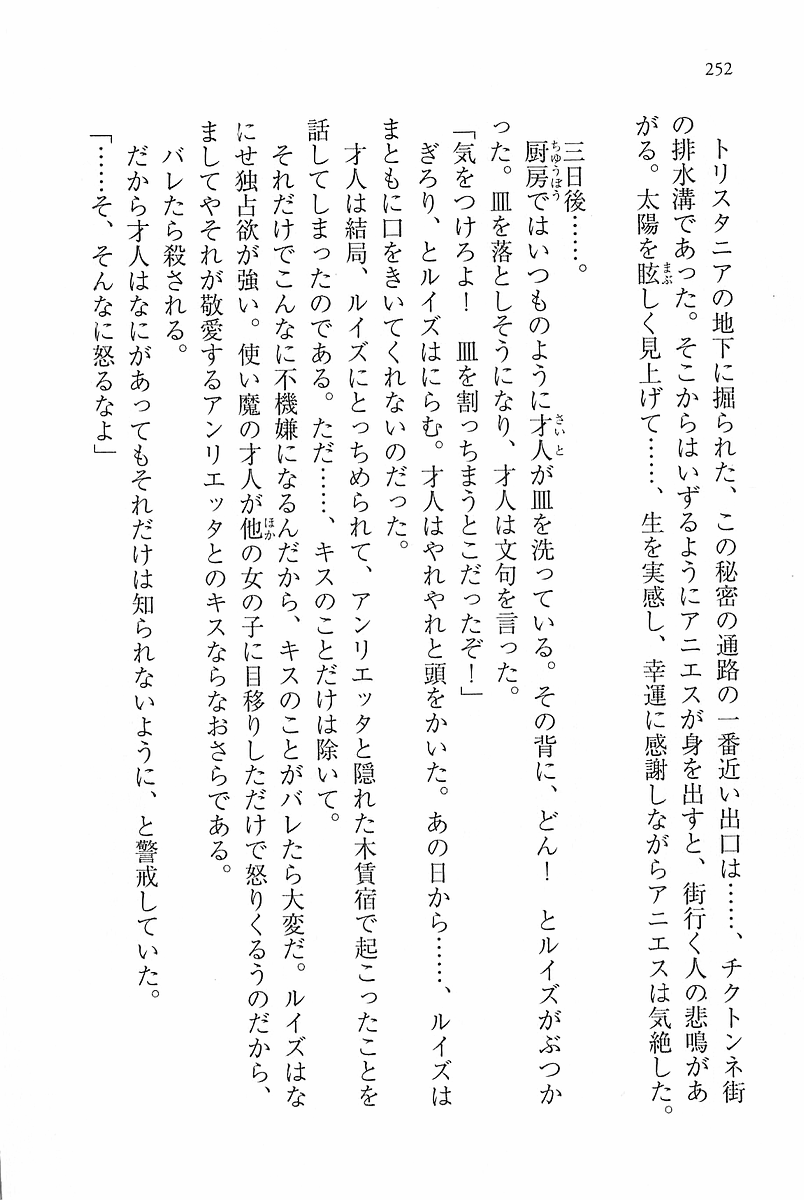 252
トリスタニアの地下に掘られた、この秘密の通路の一番近い出口は……、チクトンネ街
の排水溝であった。そこからはいずるようにアニエスが身を出すと、街行く人の悲鳴があ
がる。太陽を眩しく見上げて……、生を実感し、幸運に感謝しながらアニエスは気絶した。
三日後……。
厨房ではいつものように才人が皿を洗っている。その背に、どん！　とルイズがぶつか
った。皿を落としそうになり、才人は文句を言った。
「気をつけろよ！　皿を割っちまうとこだったぞ！」
ぎろり、とルイズはにらむ。才人はやれやれと頭をかいた。あの日から……、ルイズは
まともに口をきいてくれないのだった。
才人は結局、ルイズにとっちめられて、アンリエッタと隠れた木賃宿で起こったことを
話してしまったのである。ただ……、キスのことだけは除いて。
それだけでこんなに不機嫌になるんだから、キスのことがバレたら大変だ。ルイズはな
にせ独占欲が強い。使い魔の才人が他の女の子に目移りしただけで怒りくるうのだから、
ましてやそれが敬愛するアンリエッタとのキスならなおさらである。
バレたら殺される。
だから才人はなにがあってもそれだけは知られないように、と警戒していた。
「……そ、そんなに怒るなよ」